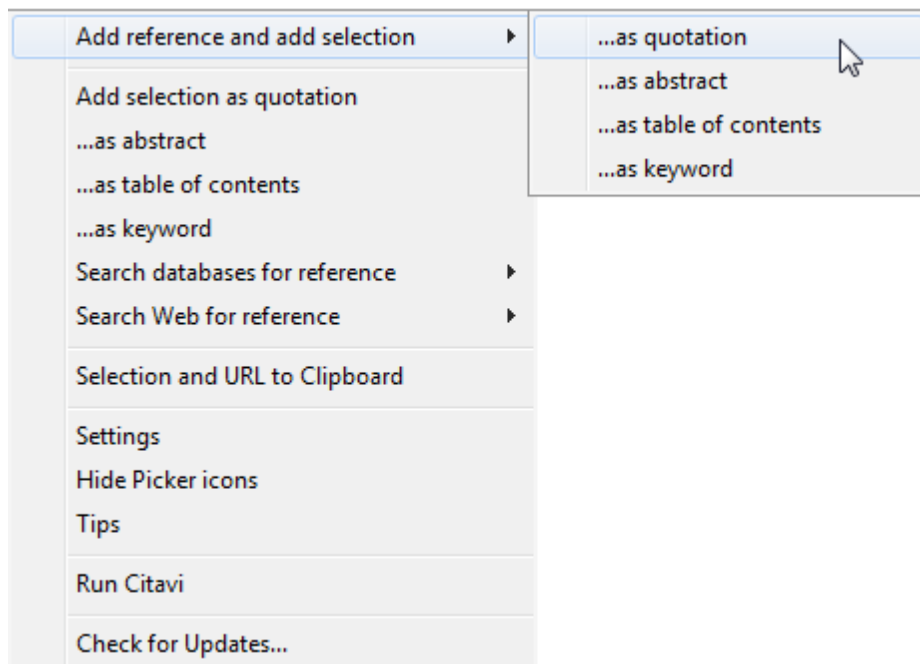 Add reference and add selection
Add selection as quotation
...as abstract
...as table of contents
...as keyword
Search databases for reference
Search Web for reference
Selection and URL to Clipboard
Settings
Hide Picker icons
Tips
Run Citavi
Check for Updates...
...as quotation
...as abstract
...as table of contents
...as keyword